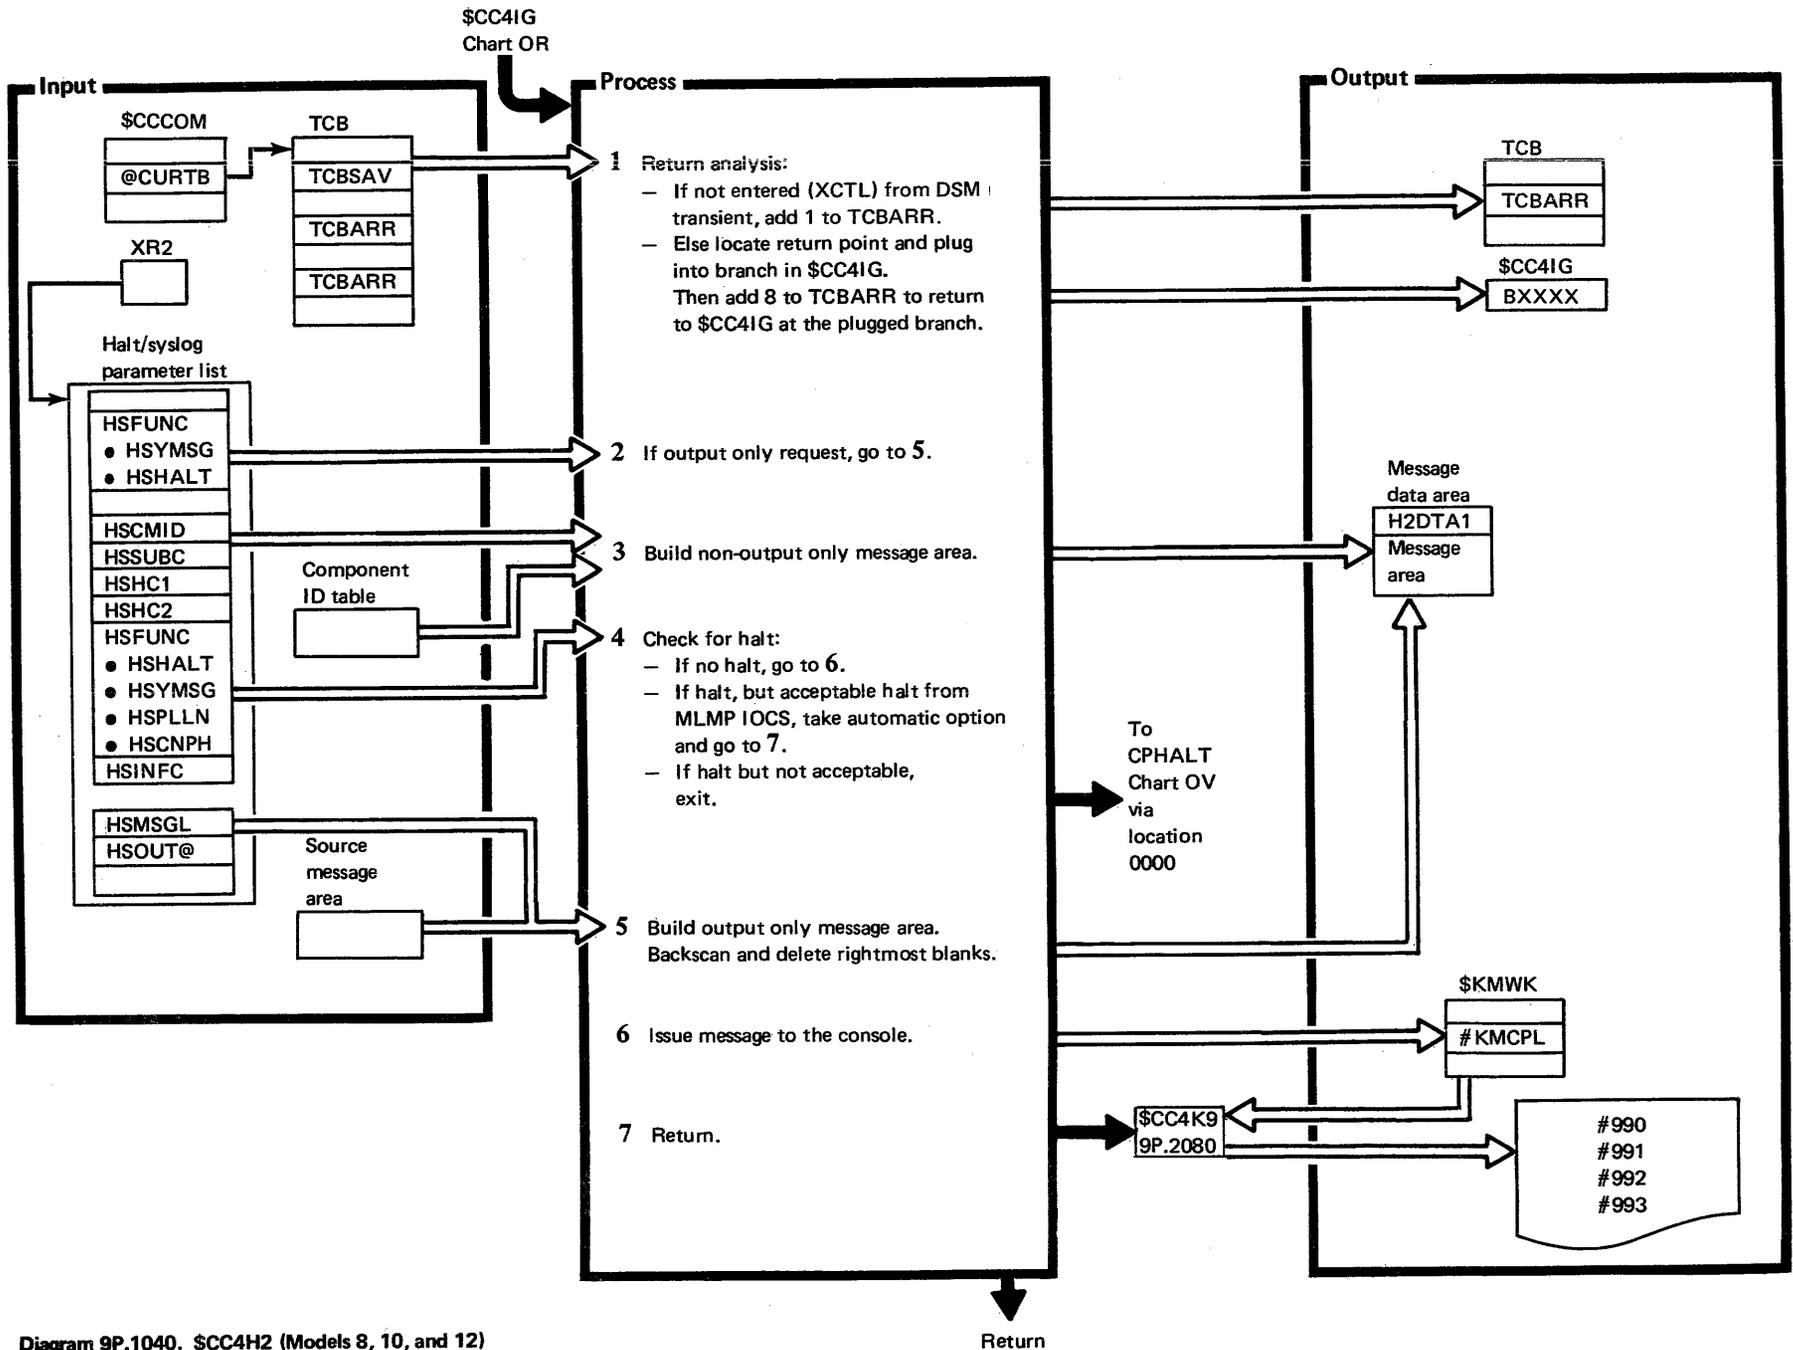 $CC4IG
Chart OR
Input
$CCCOM
@CURTB
TCB
TCBSAV
TCBARR
TCBARR
XR2
Halt/syslog
parameter list
HSFUNC
• HSYMSG
• HSHALT
HSCMID
HSSUBC
HSHC1
HSHC2
HSFUNC
• HSHALT
• HSYMSG
• HSPLLN
• HSCNPH
HSINFC
HSMSGL
HSOUT@
Component
ID table
Source
message
area
Process
1 Return analysis:
— If not entered (XCTL) from DSM
transient, add 1 to TCBARR.
— Else locate return point and plug
into branch in $CC4IG.
Then add 8 to TCBARR to return
to $CC4IG at the plugged branch.
2 If output only request, go to 5.
3 Build non-output only message area.
4 Check for halt:
— If no halt, go to 6.
— If halt, but acceptable halt from
MLMP IOCS, take automatic option
and go to 7.
— If halt but not acceptable,
exit.
5 Build output only message area.
Backscan and delete rightmost blanks.
6 Issue message to the console.
7 Return.
To
CPHALT
Chart OV
via
location
0000
$CC4K9
9P.2080
Output
TCB
TCBARR
$CC4IG
BXXXX
Message
data area
H2DTA1
Message
area
$KMWK
#KMCPL
#990
#991
#992
#993
Return
Diagram 9P.1040. $CC4H2 (Models 8, 10, and 12)